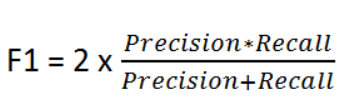 F1 = 2 x Precision*Recall
Precision+Recall